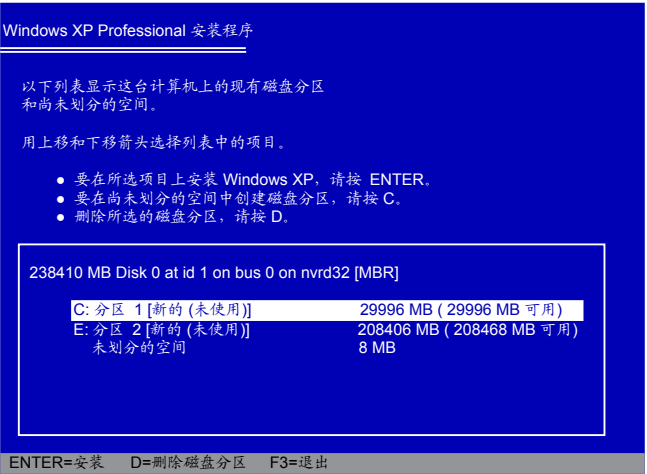 Windows XP Professional 安装程序
以下列表显示这台计算机上的现有磁盘分区
和尚未划分的空间。
用上移和下移箭头选择列表中的项目。
● 要在所选项目上安装 Windows XP，请按 ENTER。
● 要在尚未划分的空间中创建磁盘分区，请按 C。
● 删除所选的磁盘分区，请按 D。
238410 MB Disk 0 at id 1 on bus 0 on nvrd32 [MBR]
C: 分区 1 [新的 (未使用)] 29996 MB ( 29996 MB 可用)
E: 分区 2 [新的 (未使用)] 208406 MB ( 208468 MB 可用)
未划分的空间 8 MB
ENTER=安装 D=删除磁盘分区 F3=退出